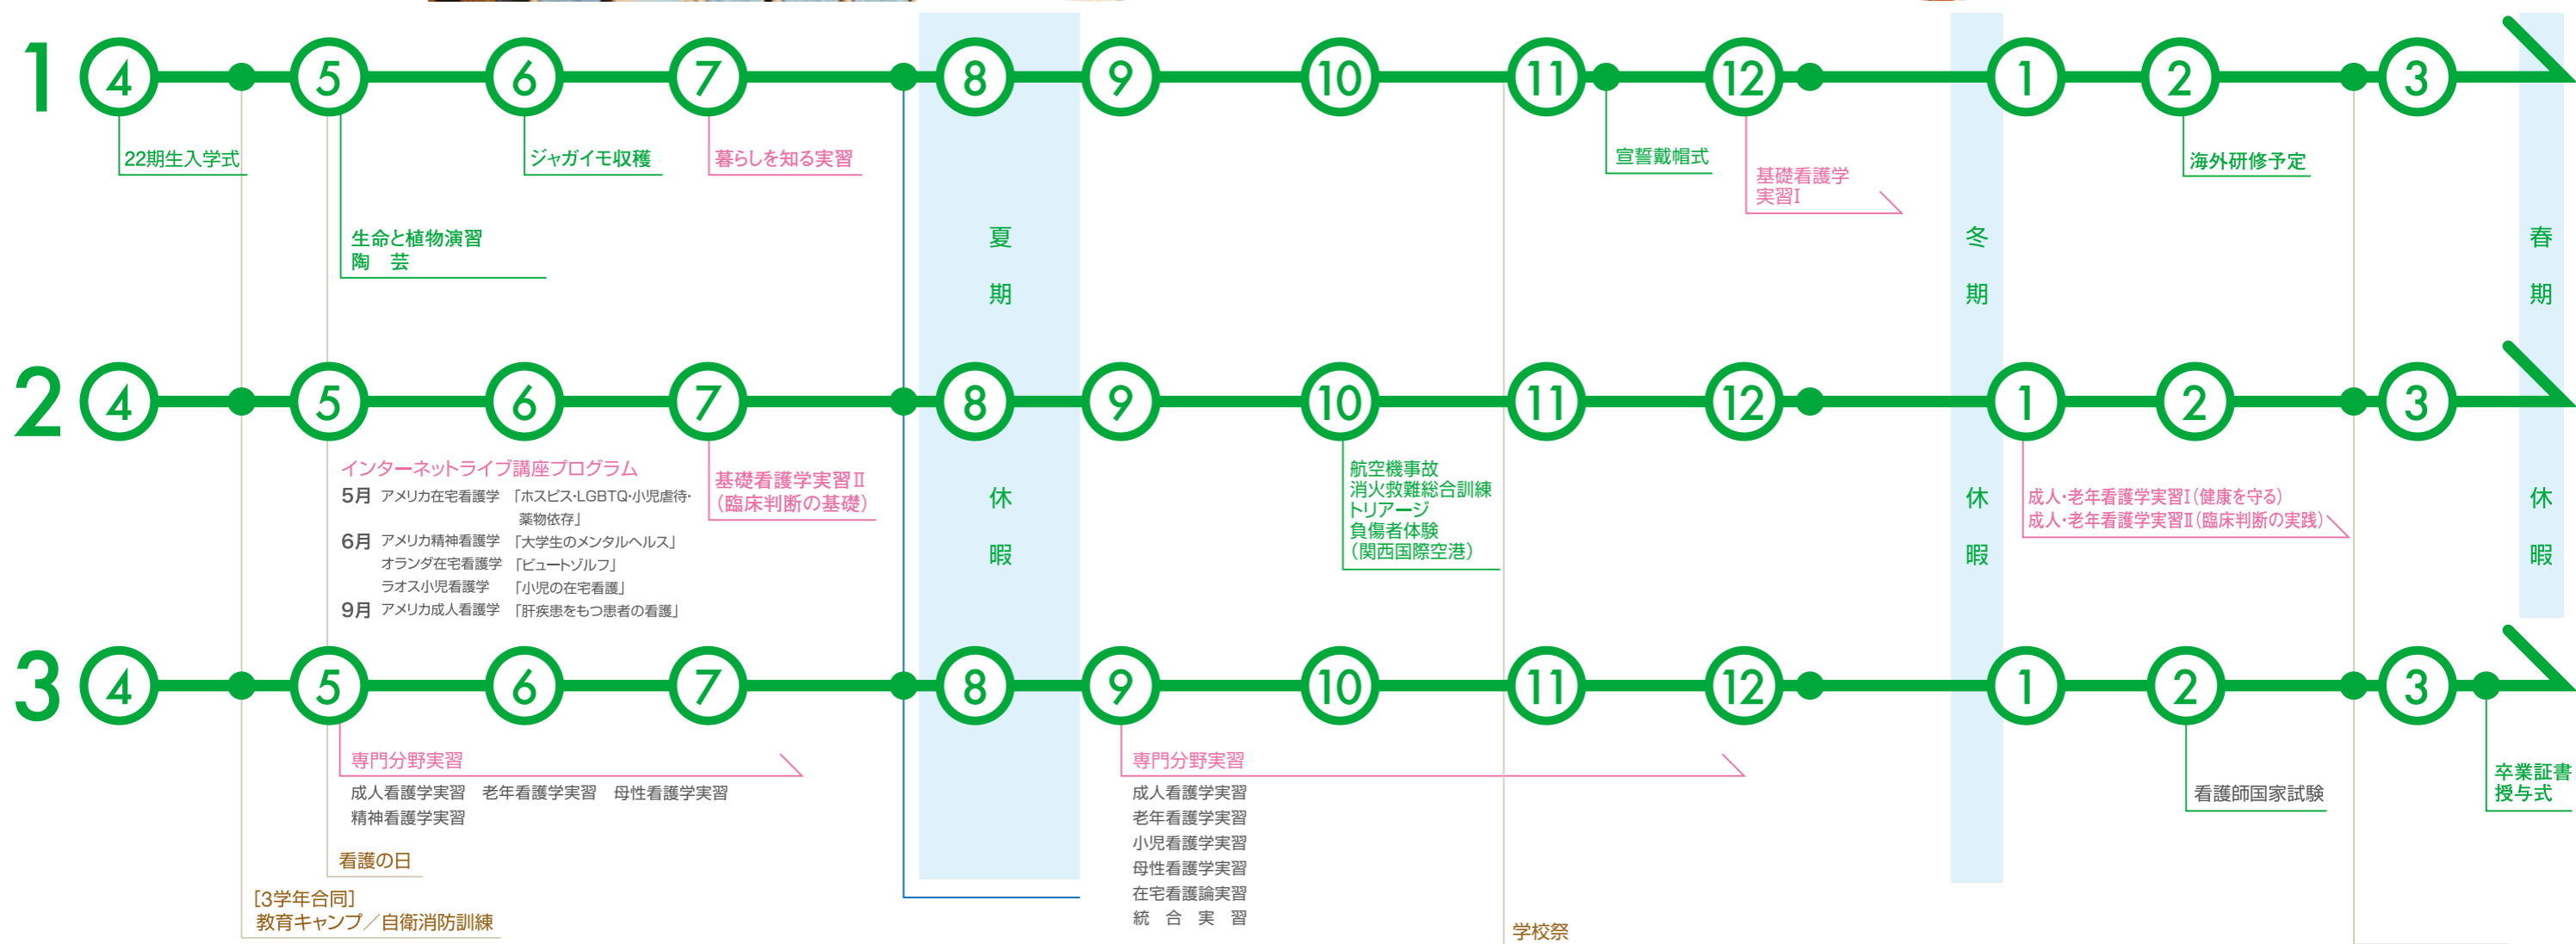 1
4 5 6 7 8 9 10 11 12 1 2 3
22期生入学式
ジャガイモ収穫
暮らしを知る実習
宣誓戴帽式
基礎看護学
実習Ⅰ
海外研修予定
生命と植物演習
陶　芸
夏期休暇
冬期休暇
春期休暇
2
4 5 6 7 8 9 10 11 12 1 2 3
インターネットライブ講座プログラム
5月 アメリカ在宅看護学 「ホスピス・LGBTQ・小児虐待・
薬物依存」
6月 アメリカ精神看護学 「大学生のメンタルヘルス」
オランダ在宅看護学 「ビュートゾルフ」
ラオス小児看護学 「小児の在宅看護」
9月 アメリカ成人看護学 「肝疾患をもつ患者の看護」
基礎看護学実習Ⅱ
（臨床判断の基礎）
航空機事故
消火救難総合訓練
トリアージ
負傷者体験
（関西国際空港）
成人・老年看護学実習Ⅰ（健康を守る）
成人・老年看護学実習Ⅱ（臨床判断の実践）
3
4 5 6 7 8 9 10 11 12 1 2 3
専門分野実習
成人看護学実習　老年看護学実習　母性看護学実習
精神看護学実習
専門分野実習
成人看護学実習
老年看護学実習
小児看護学実習
母性看護学実習
在宅看護論実習
統　合　実　習
看護師国家試験
卒業証書
授与式
看護の日
［3学年合同］
教育キャンプ／自衛消防訓練
学校祭